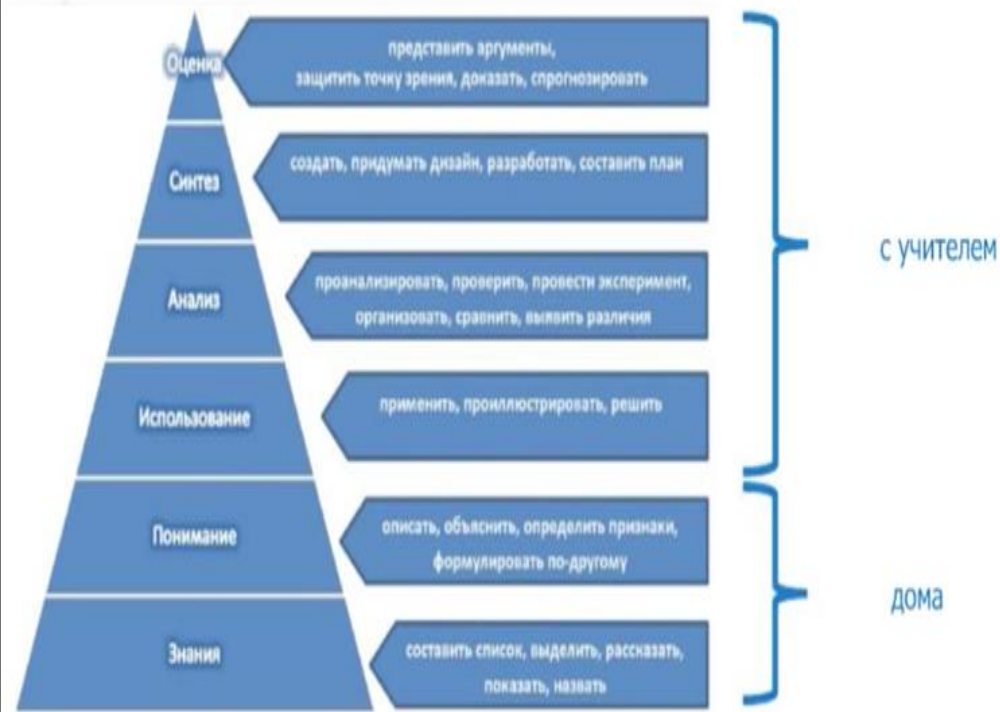 Оценка
представить аргументы,
защитить точку зрения, доказать, спрогнозировать
Синтез
создать, придумать дизайн, разработать, составить план
Анализ
проанализировать, проверить, провести эксперимент,
организовать, сравнить, выявить различия
Использование
применить, проиллюстрировать, решить
с учителем
Понимание
описать, объяснить, определить признаки,
формулировать по-другому
Знания
составить список, выделить, рассказать,
показать, назвать
дома